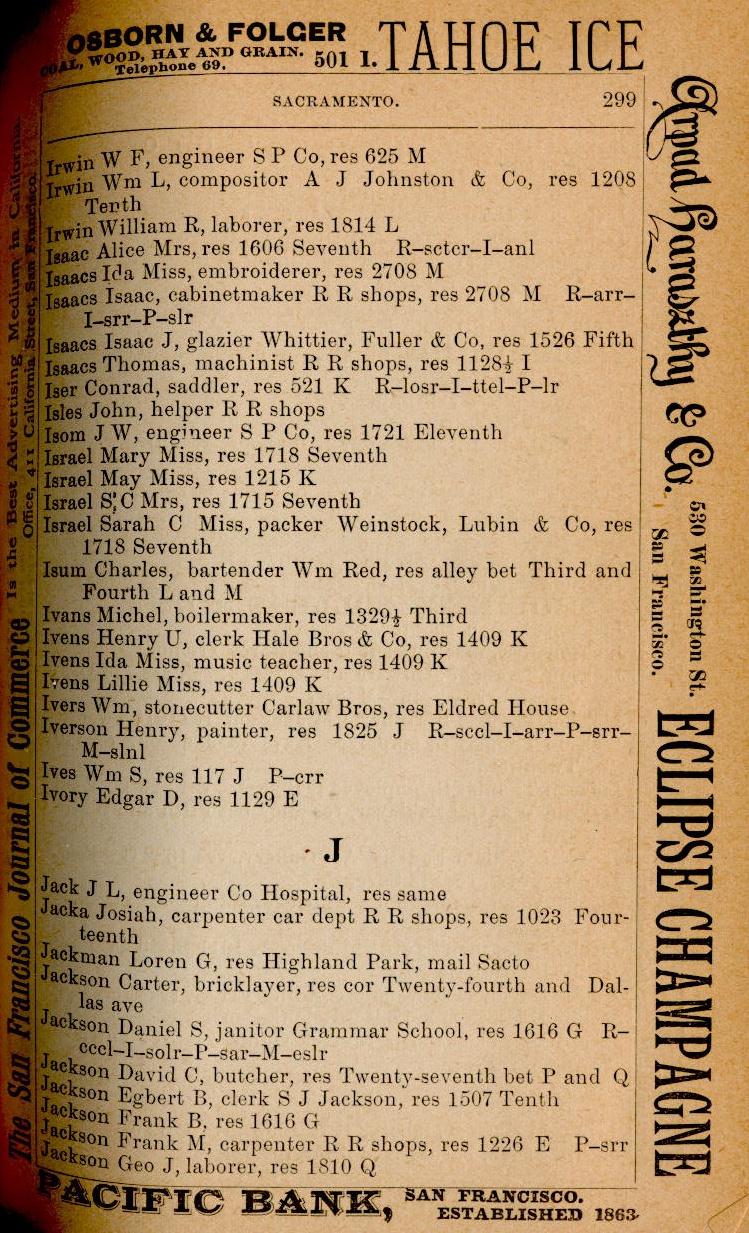 OSBORN & FOLGER
COAL, WOOD, HAY AND GRAIN. 501 I.
Telephone 69.
TAHOE ICE
SACRAMENTO. 299
Irwin W F, engineer S P Co, res 625 M
Irwin Wm L, compositor A J Johnston & Co, res 1208
Tenth
Irwin William R, laborer, res 1814 L
Isaac Alice Mrs, res 1606 Seventh R–sctcr–I–anl
Isaacs Ida Miss, embroiderer, res 2708 M
Isaacs Isaac, cabinetmaker R R shops, res 2708 M R–arr–
I–srr–P–slr
Isaacs Isaac J, glazier Whittier, Fuller & Co, res 1526 Fifth
Isaacs Thomas, machinist R R shops, res 1128½ I
Iser Conrad, saddler, res 521 K R–losr–I–ttel–P–lr
Isles John, helper R R shops
Isom J W, engineer S P Co, res 1721 Eleventh
Israel Mary Miss, res 1718 Seventh
Israel May Miss, res 1215 K
Israel S C Mrs, res 1715 Seventh
Israel Sarah C Miss, packer Weinstock, Lubin & Co, res
1718 Seventh
Isum Charles, bartender Wm Red, res alley bet Third and
Fourth L and M
Ivans Michel, boilermaker, res 1329½ Third
Ivens Henry U, clerk Hale Bros & Co, res 1409 K
Ivens Ida Miss, music teacher, res 1409 K
Ivens Lillie Miss, res 1409 K
Ivers Wm, stonecutter Carlaw Bros, res Eldred House
Iverson Henry, painter, res 1825 J R–sccl–I–arr–P–srr–
M–slnl
Ives Wm S, res 117 J P–crr
Ivory Edgar D, res 1129 E
J
Jack J L, engineer Co Hospital, res same
Jacka Josiah, carpenter car dept R R shops, res 1023 Four-
teenth
Jackman Loren G, res Highland Park, mail Sacto
Jackson Carter, bricklayer, res cor Twenty-fourth and Dal-
las ave
Jackson Daniel S, janitor Grammar School, res 1616 G R–
cccl–I–solr–P–sar–M–eslr
Jackson David C, butcher, res Twenty-seventh bet P and Q
Jackson Egbert B, clerk S J Jackson, res 1507 Tenth
Jackson Frank B, res 1616 G
Jackson Frank M, carpenter R R shops, res 1226 E P–srr
Jackson Geo J, laborer, res 1810 Q
PACIFIC BANK, SAN FRANCISCO.
ESTABLISHED 1863.
The San Francisco Journal of Commerce Is the Best Advertising Medium in California.
Office, 411 California Street, San Francisco.
Arpad Haraszthy & Co. 530 Washington St.
San Francisco.
ECLIPSE CHAMPAGNE